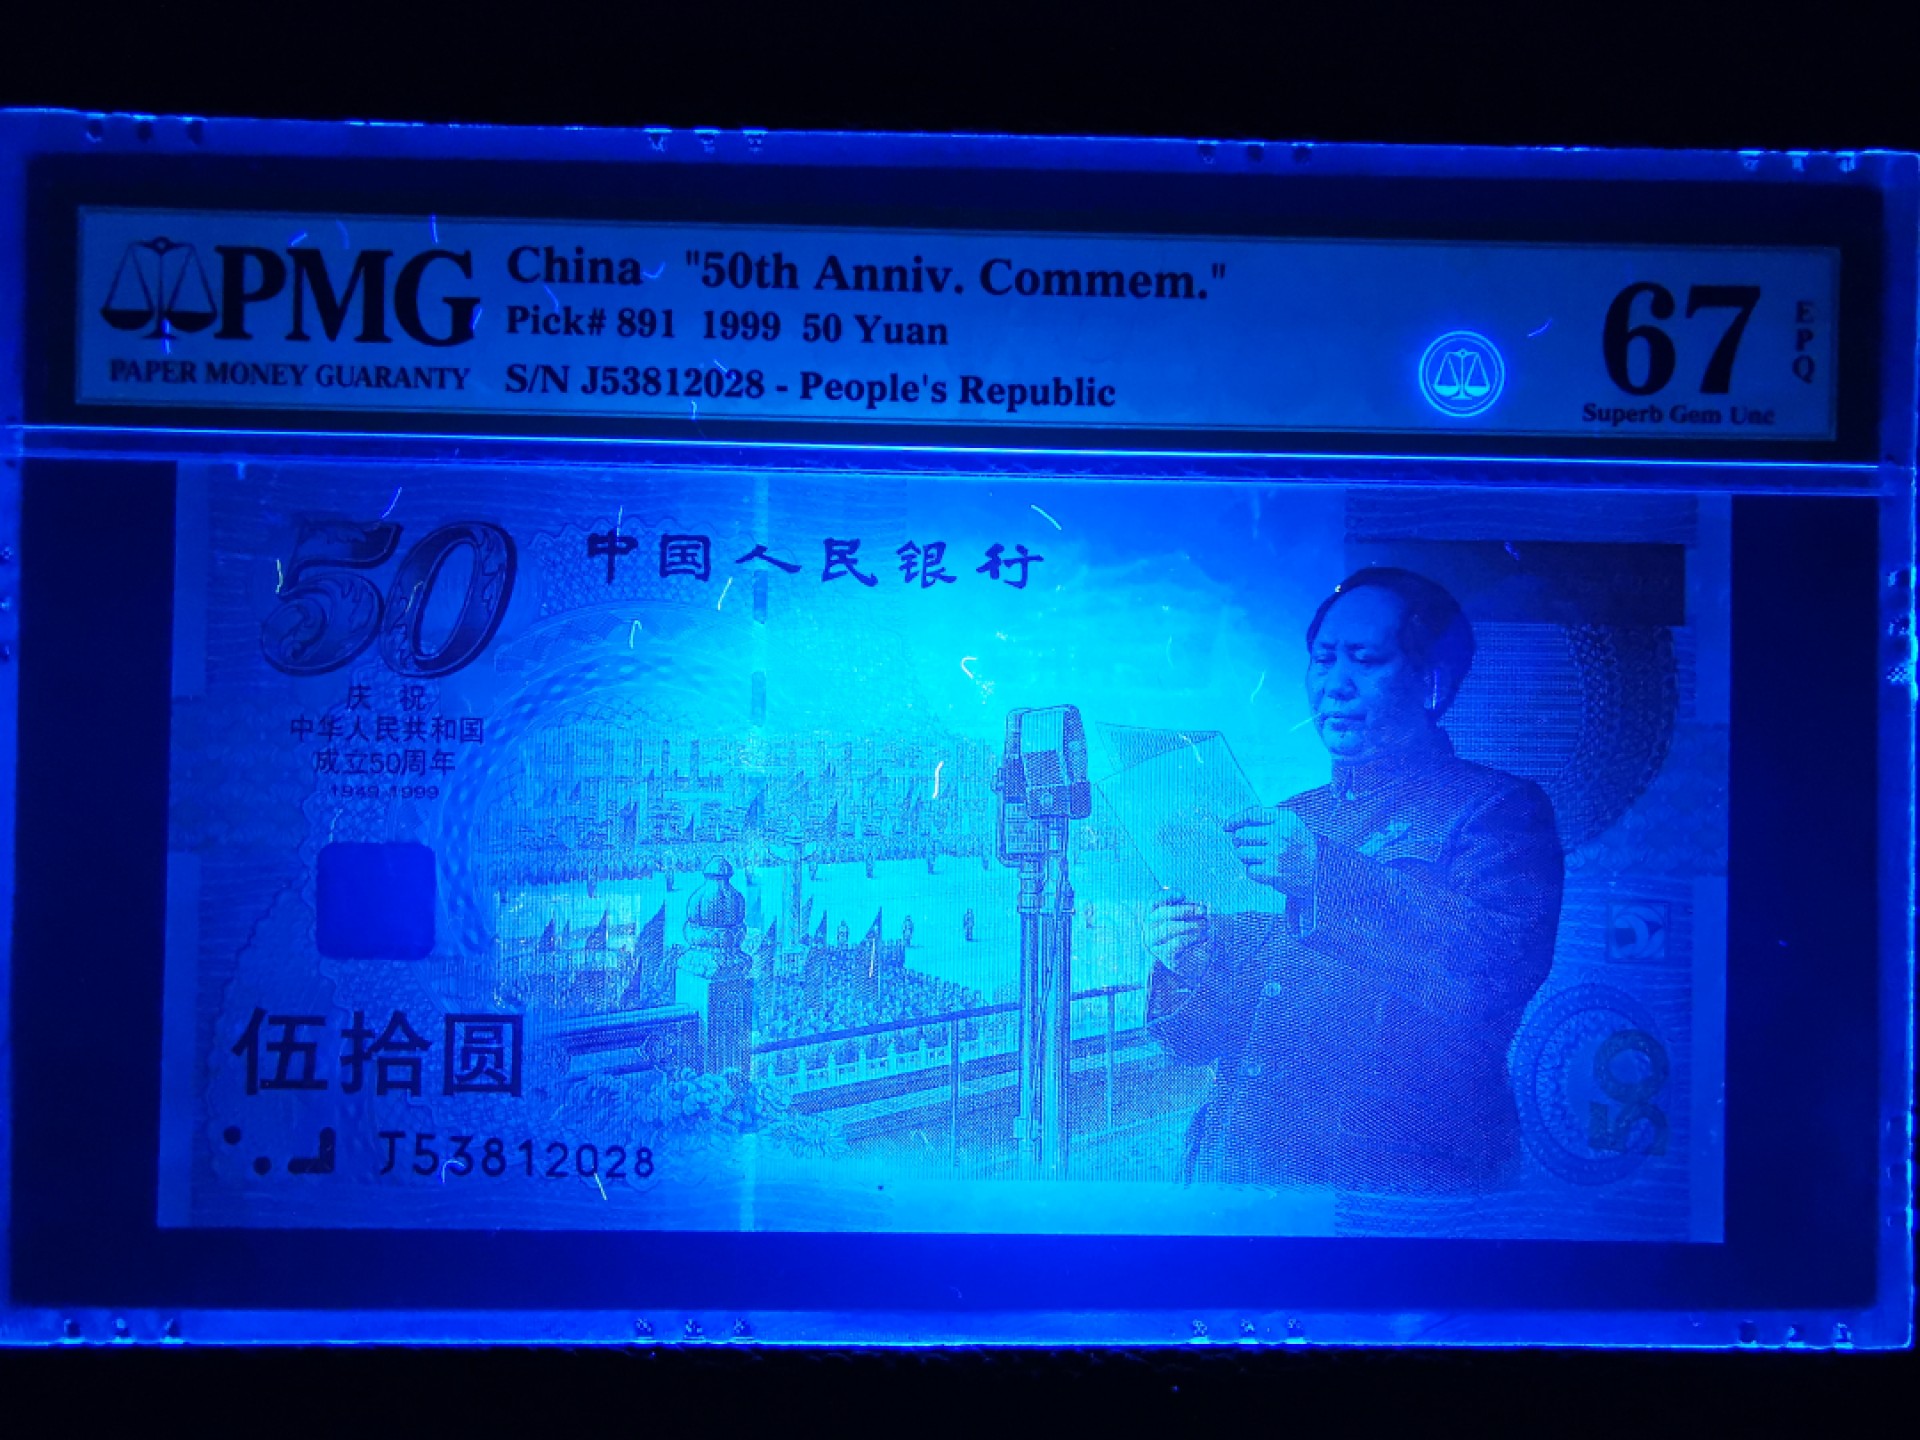 PMG
PAPER MONEY GUARANTY
China "50th Anniv. Commem."
Pick# 891 1999 50 Yuan
S/N J53812028 - People's Republic
67
EPQ
Superb Gem Unc
50
中国人民银行
庆祝
中华人民共和国
成立50周年
1949-1999
伍拾圆
J53812028
50